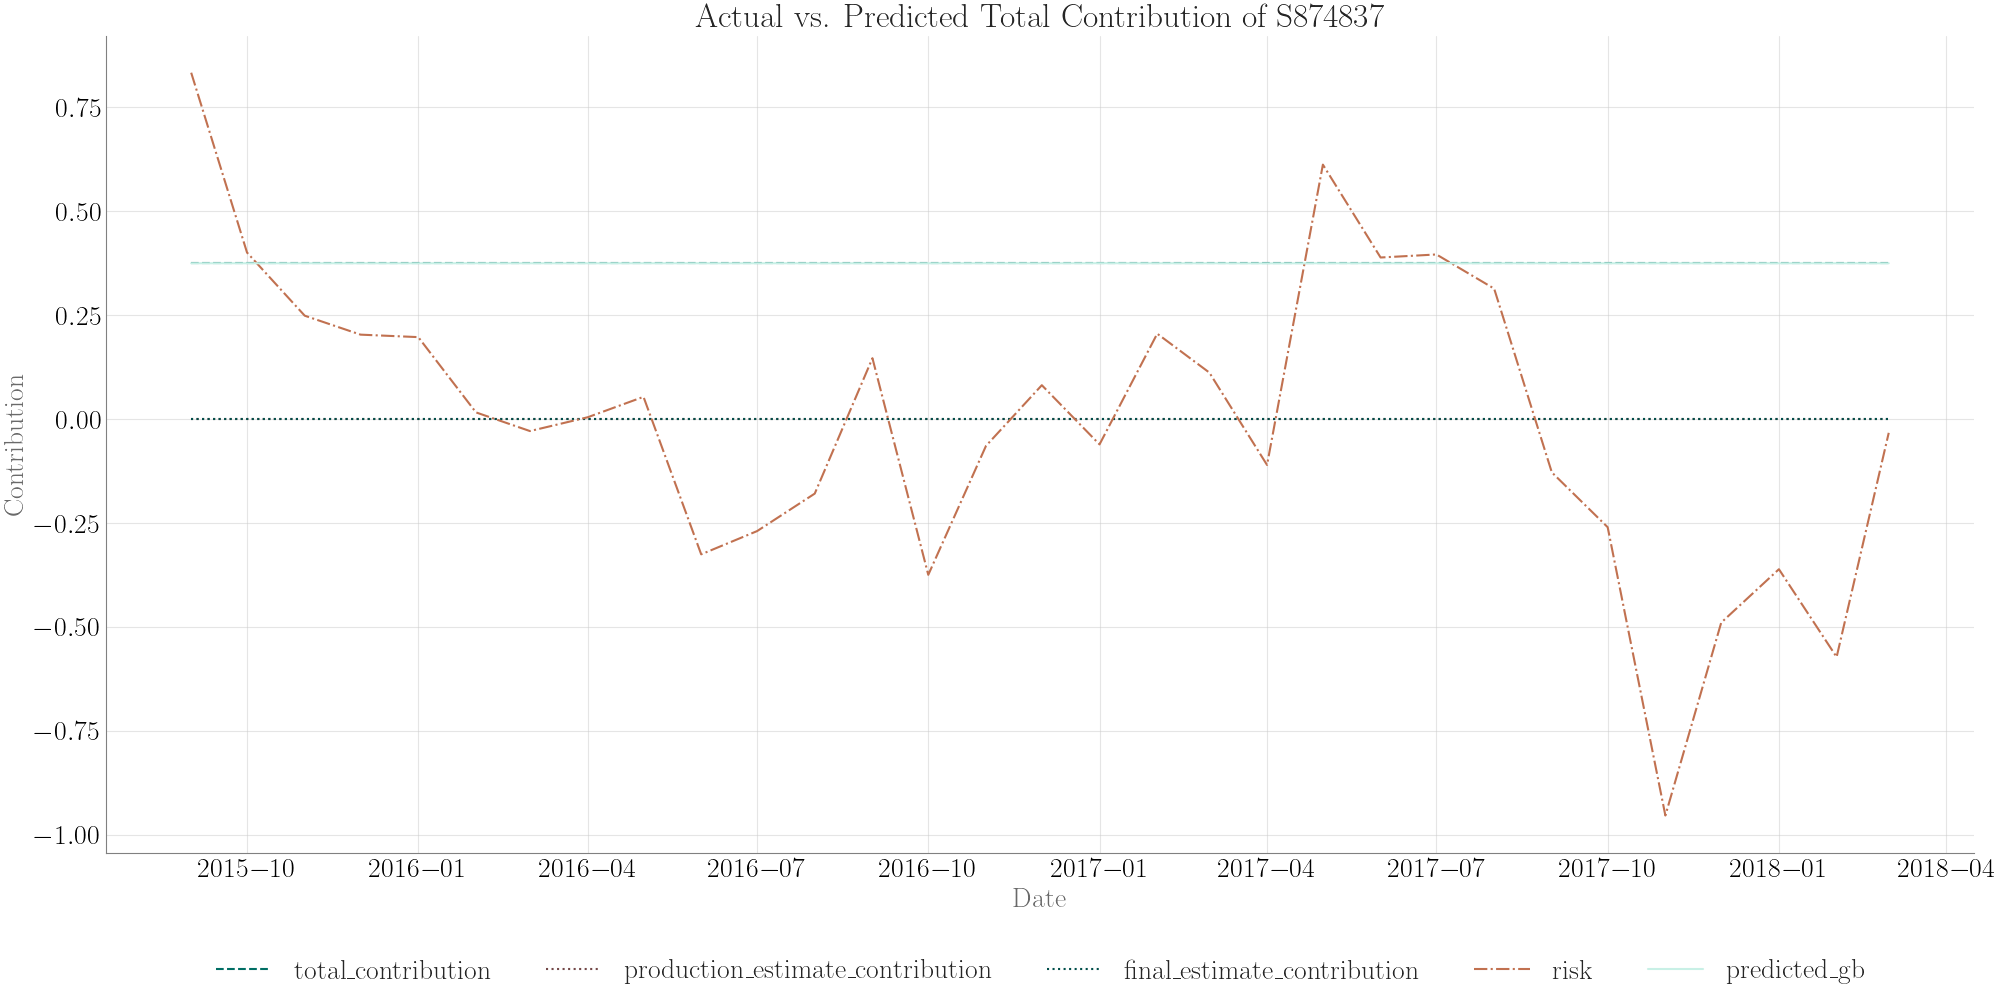 Actual vs. Predicted Total Contribution of S874837
Contribution
0.75
0.50
0.25
0.00
−0.25
−0.50
−0.75
−1.00
2015−10 2016−01 2016−04 2016−07 2016−10 2017−01 2017−04 2017−07 2017−10 2018−01 2018−04
Date
total_contribution production_estimate_contribution final_estimate_contribution risk predicted_gb